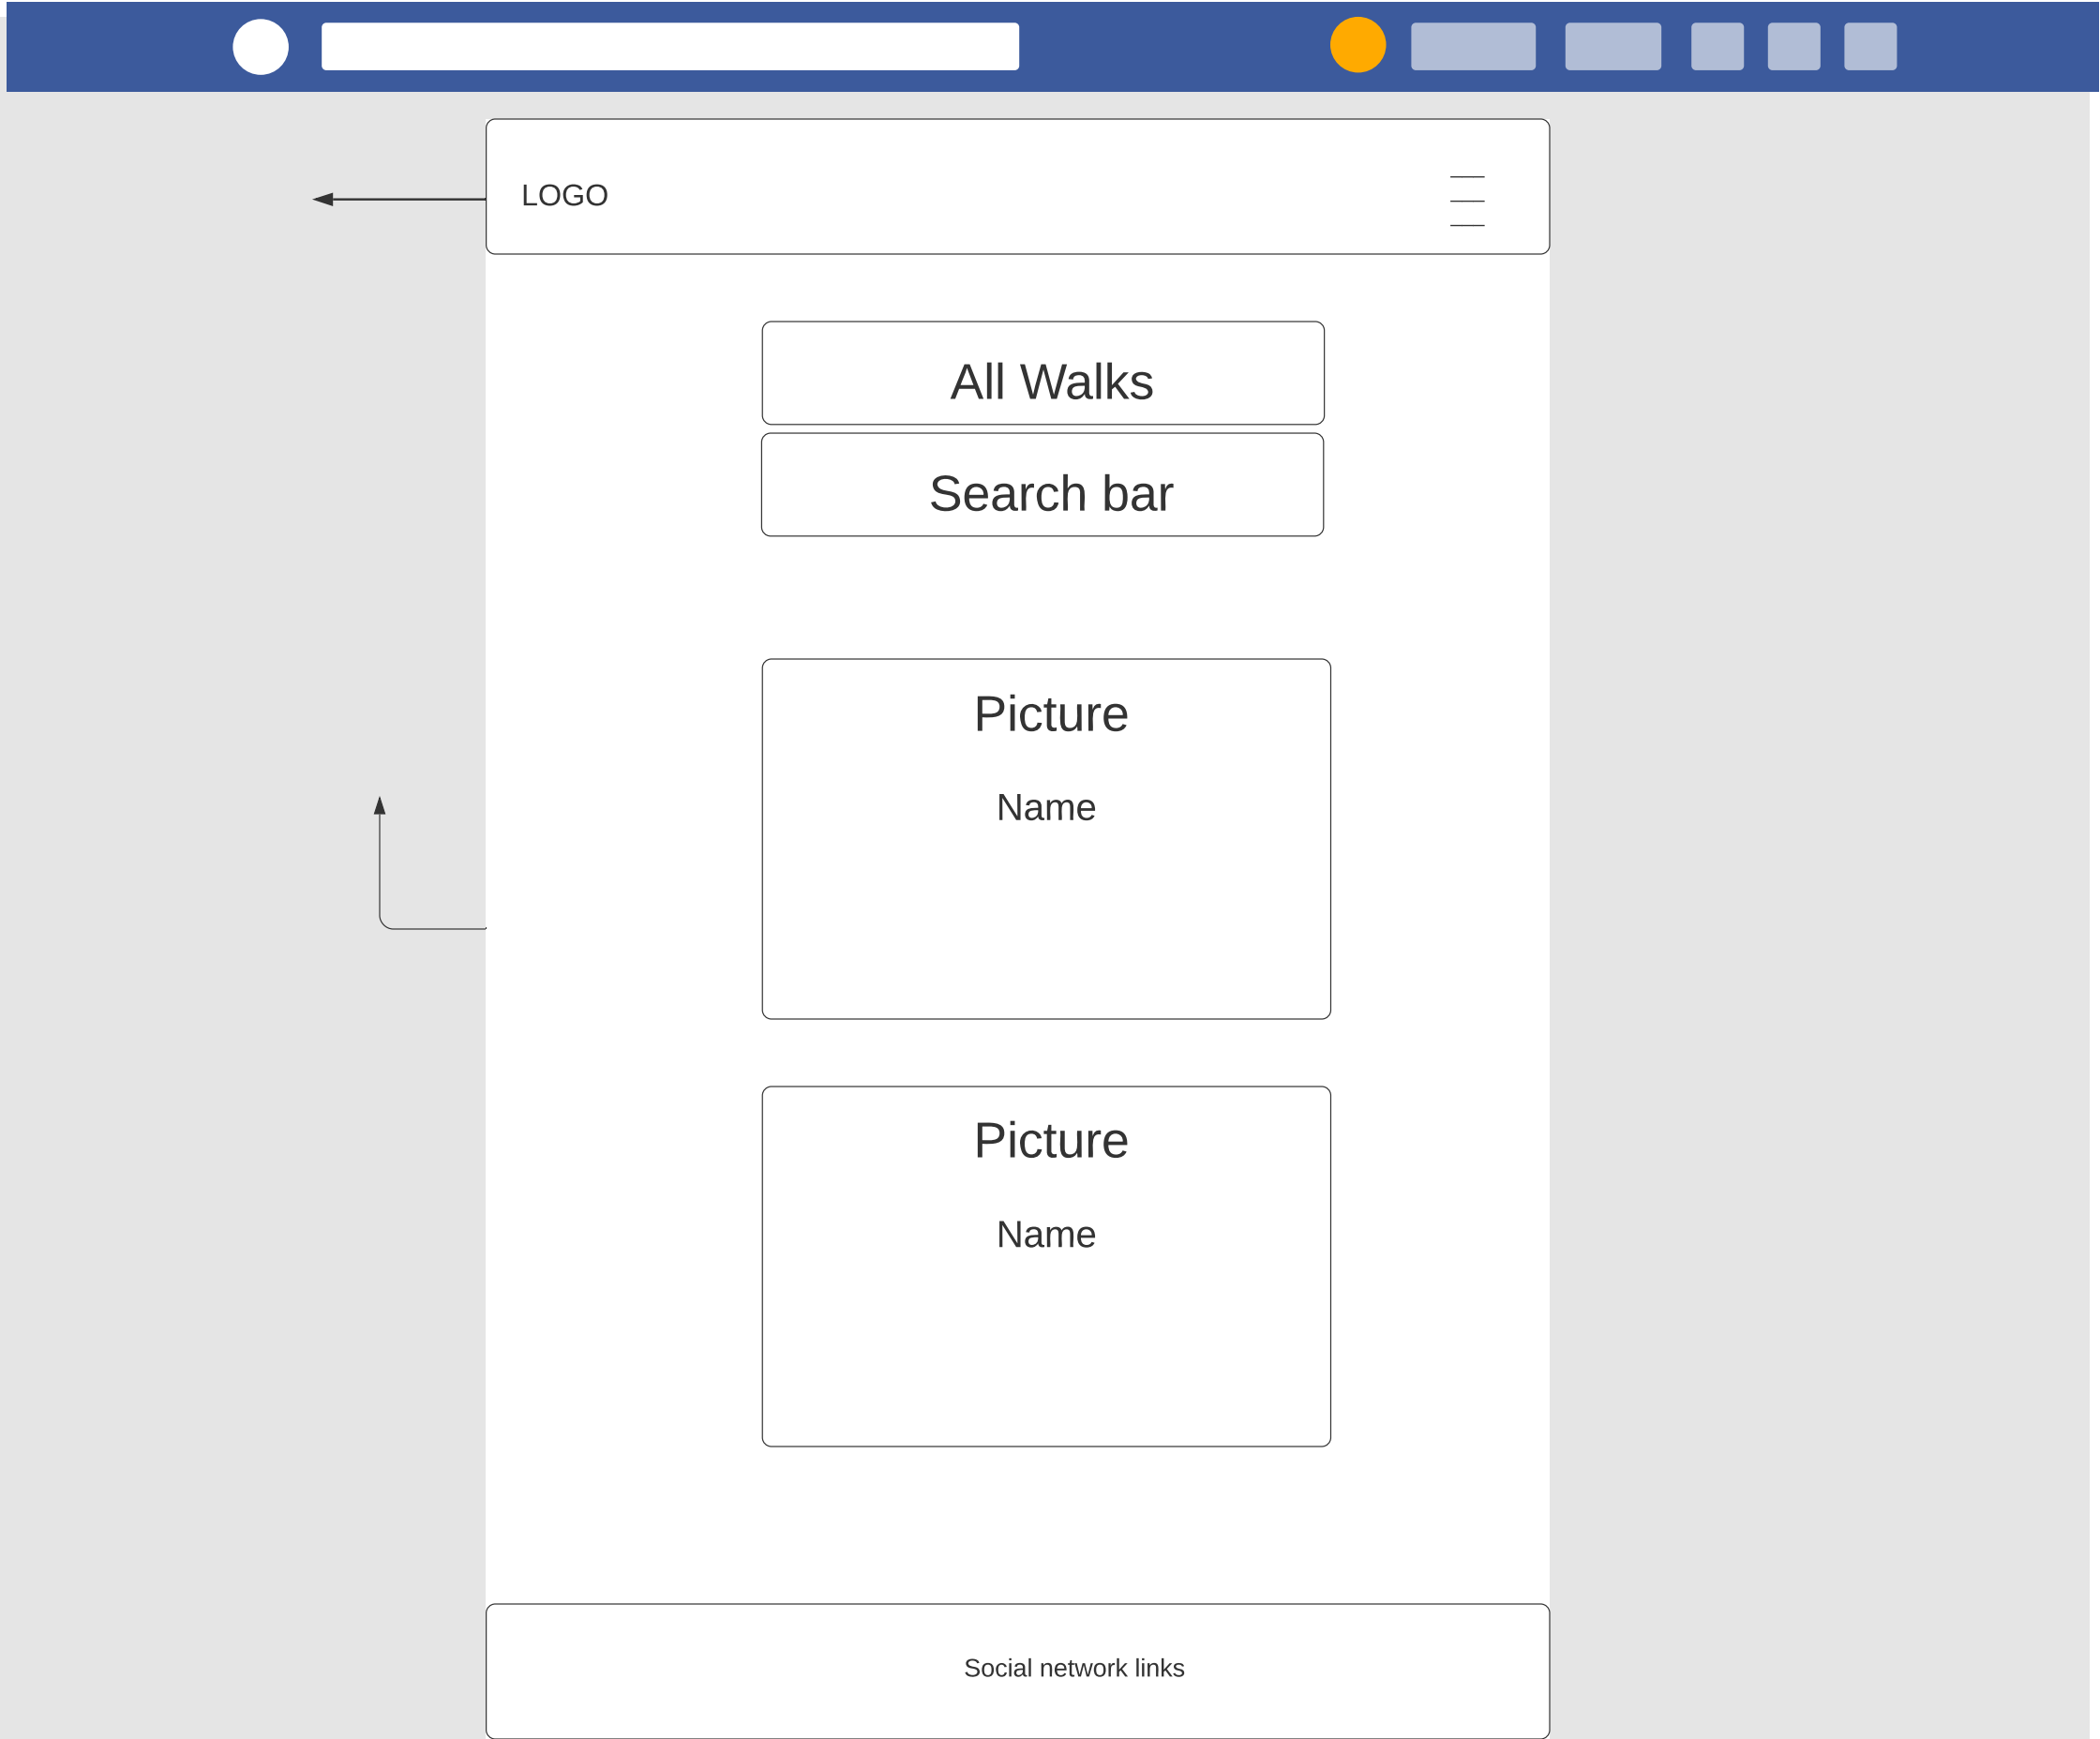 LOGO
All Walks
Search bar
Picture
Name
Picture
Name
Social network links